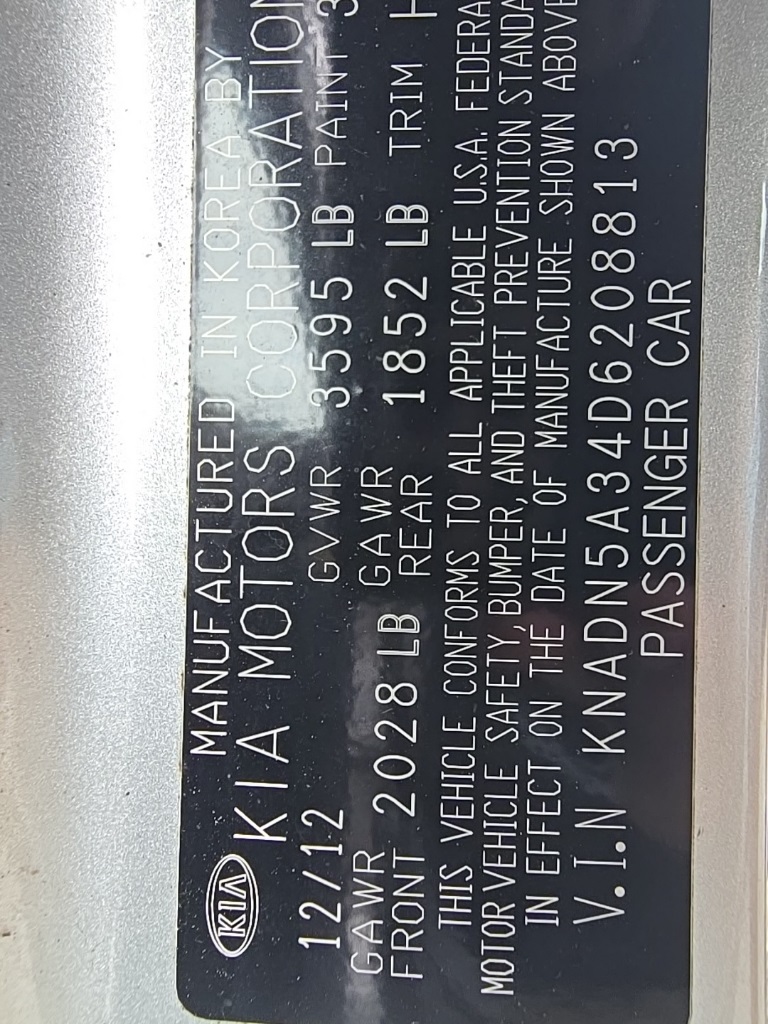 MANUFACTURED IN KOREA BY
KIA KIA MOTORS CORPORATION
12/12 GVWR 3595 LB PAINT 3
GAWR FRONT 2028 LB GAWR REAR 1852 LB TRIM H
THIS VEHICLE CONFORMS TO ALL APPLICABLE U.S.A. FEDERA
MOTOR VEHICLE SAFETY, BUMPER, AND THEFT PREVENTION STANDA
IN EFFECT ON THE DATE OF MANUFACTURE SHOWN ABOVE
V.I.N KNADN5A34D6208813
PASSENGER CAR